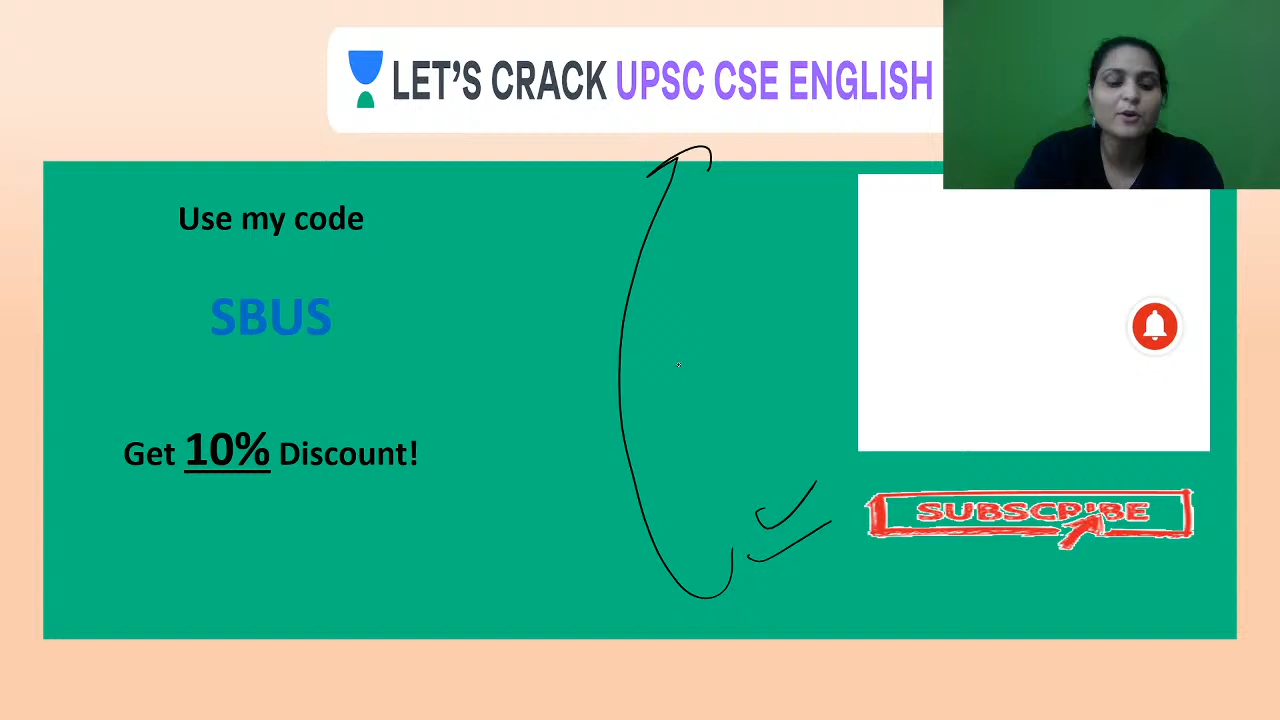 LET'S CRACK UPSC CSE ENGLISH
Use my code
SBUS
Get 10% Discount!
SUBSCRIBE